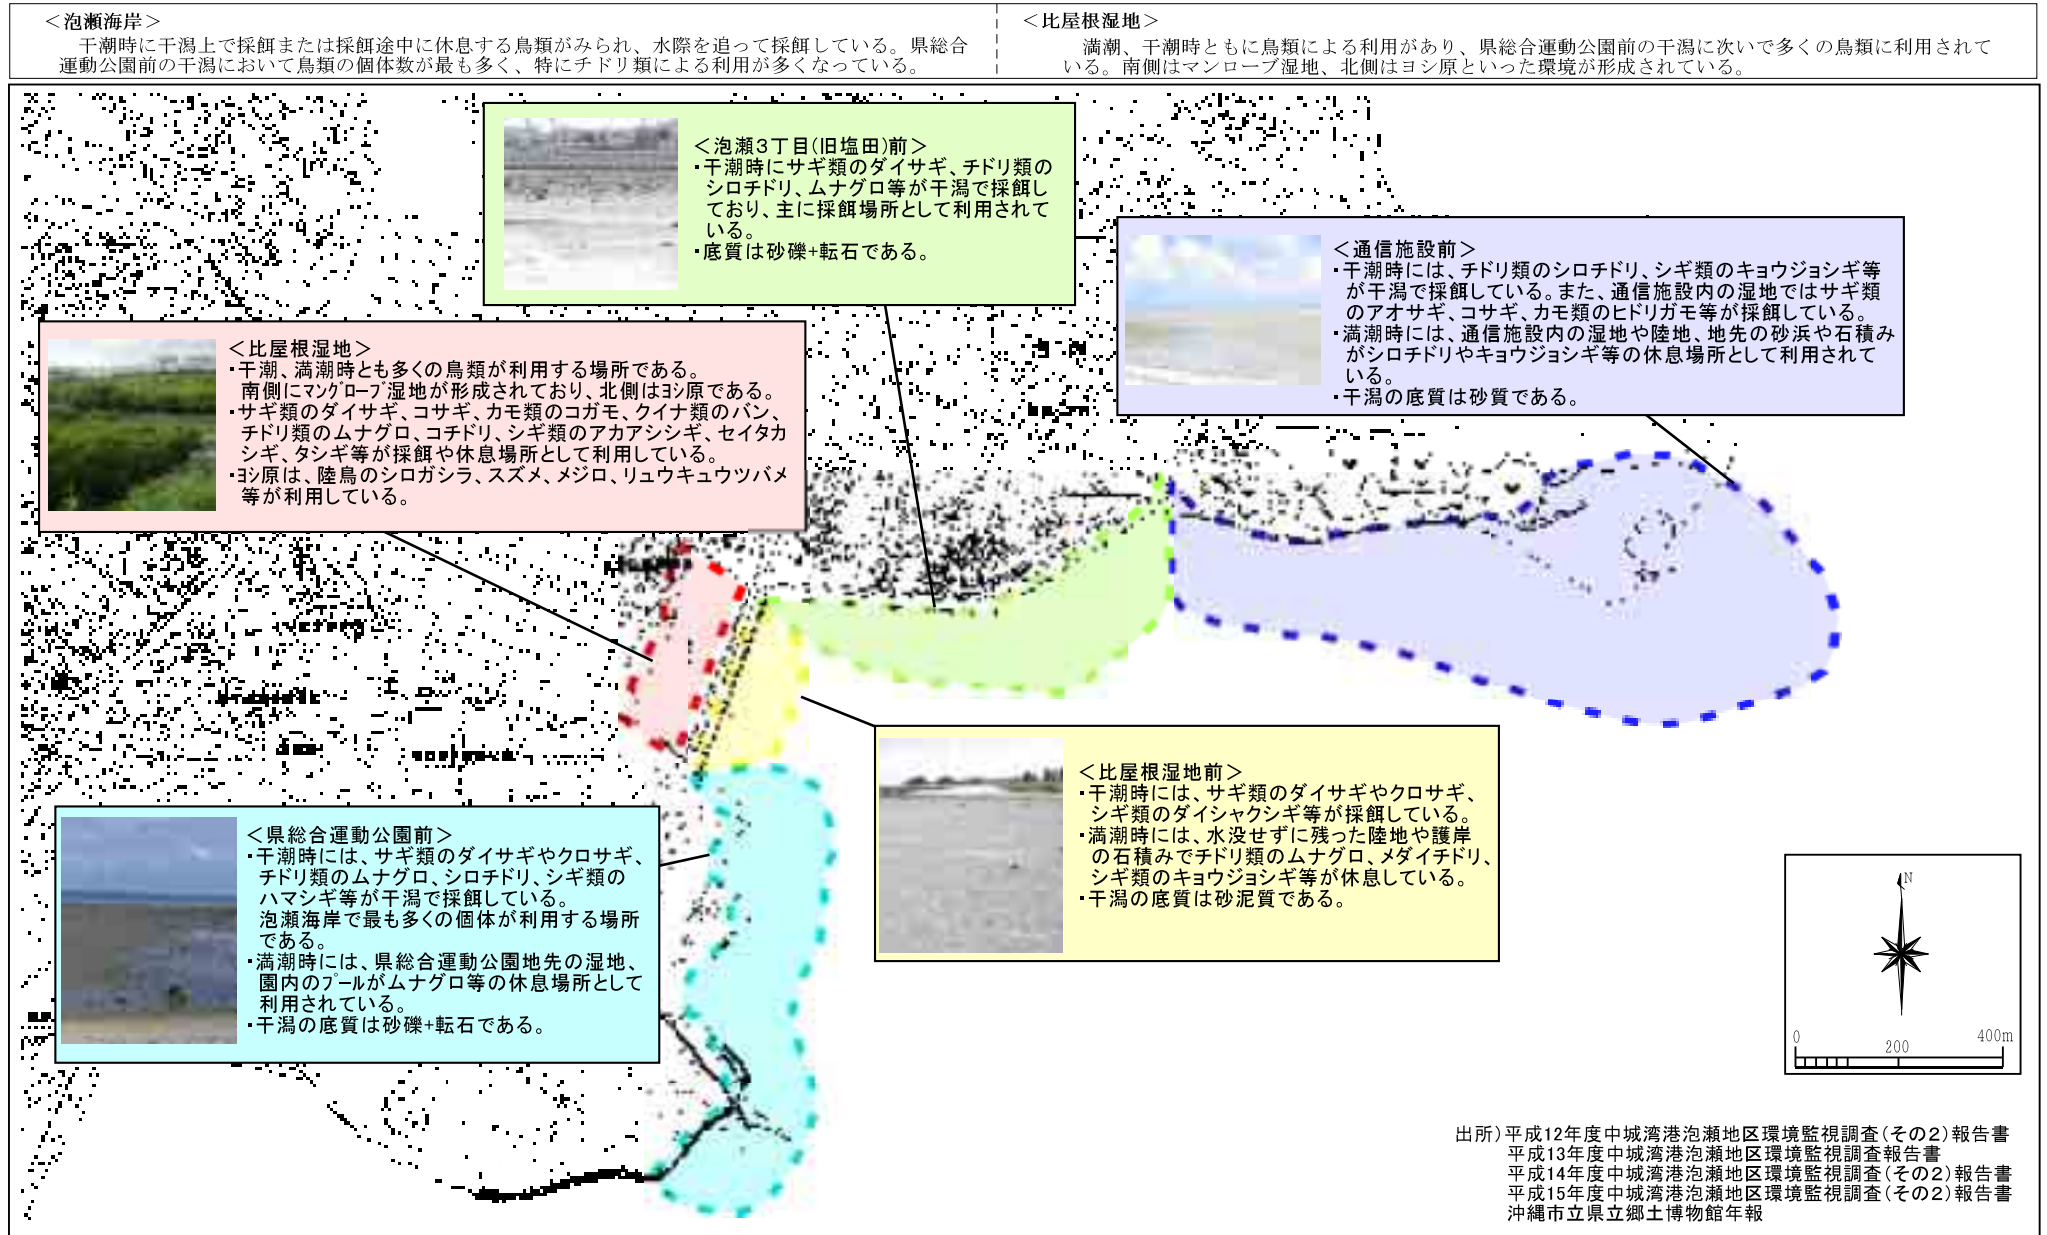 ＜泡瀬海岸＞
干潮時に干潟上で採餌または採餌途中に休息する鳥類がみられ、水際を追って採餌している。県総合
運動公園前の干潟において鳥類の個体数が最も多く、特にチドリ類による利用が多くなっている。
＜比屋根湿地＞
満潮、干潮時ともに鳥類による利用があり、県総合運動公園前の干潟に次いで多くの鳥類に利用されて
いる。南側はマンローブ湿地、北側はヨシ原といった環境が形成されている。
＜泡瀬3丁目(旧塩田)前＞
･干潮時にサギ類のダイサギ、チドリ類の
シロチドリ、ムナグロ等が干潟で採餌し
ており、主に採餌場所として利用されて
いる。
･底質は砂礫+転石である。
＜通信施設前＞
･干潮時には、チドリ類のシロチドリ、シギ類のキョウジョシギ等
が干潟で採餌している。また、通信施設内の湿地ではサギ類
のアオサギ、コサギ、カモ類のヒドリガモ等が採餌している。
･満潮時には、通信施設内の湿地や陸地、地先の砂浜や石積み
がシロチドリやキョウジョシギ等の休息場所として利用されて
いる。
･干潟の底質は砂質である。
＜比屋根湿地＞
･干潮、満潮時とも多くの鳥類が利用する場所である。
南側にﾏﾝｸﾞﾛｰﾌﾞ湿地が形成されており、北側はﾖｼ原である。
･サギ類のダイサギ、コサギ、カモ類のコガモ、クイナ類のバン、
チドリ類のムナグロ、コチドリ、シギ類のアカアシシギ、セイタカ
シギ、タシギ等が採餌や休息場所として利用している。
･ﾖｼ原は、陸鳥のシロガシラ、スズメ、メジロ、リュウキュウツバメ
等が利用している。
＜比屋根湿地前＞
･干潮時には、サギ類のダイサギやクロサギ、
シギ類のダイシャクシギ等が採餌している。
･満潮時には、水没せずに残った陸地や護岸
の石積みでチドリ類のムナグロ、メダイチドリ、
シギ類のキョウジョシギ等が休息している。
･干潟の底質は砂泥質である。
＜県総合運動公園前＞
･干潮時には、サギ類のダイサギやクロサギ、
チドリ類のムナグロ、シロチドリ、シギ類の
ハマシギ等が干潟で採餌している。
泡瀬海岸で最も多くの個体が利用する場所
である。
･満潮時には、県総合運動公園地先の湿地、
園内のﾌﾟｰﾙがムナグロ等の休息場所として
利用されている。
･干潟の底質は砂礫+転石である。
N
0 200 400m
出所)平成12年度中城湾港泡瀬地区環境監視調査(その2)報告書
平成13年度中城湾港泡瀬地区環境監視調査報告書
平成14年度中城湾港泡瀬地区環境監視調査(その2)報告書
平成15年度中城湾港泡瀬地区環境監視調査(その2)報告書
沖縄市立県立郷土博物館年報